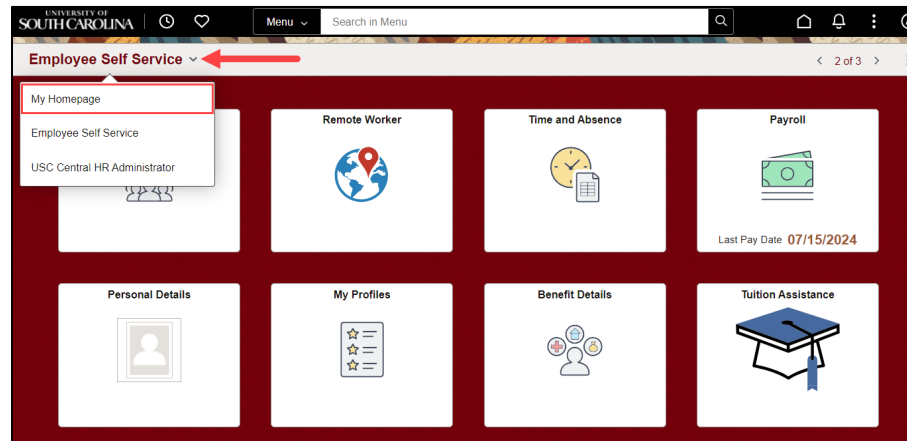 UNIVERSITY OF
SOUTH CAROLINA
Menu
Search in Menu
Employee Self Service
2 of 3
My Homepage
Employee Self Service
USC Central HR Administrator
Remote Worker
Time and Absence
Payroll
Last Pay Date 07/15/2024
Personal Details
My Profiles
Benefit Details
Tuition Assistance